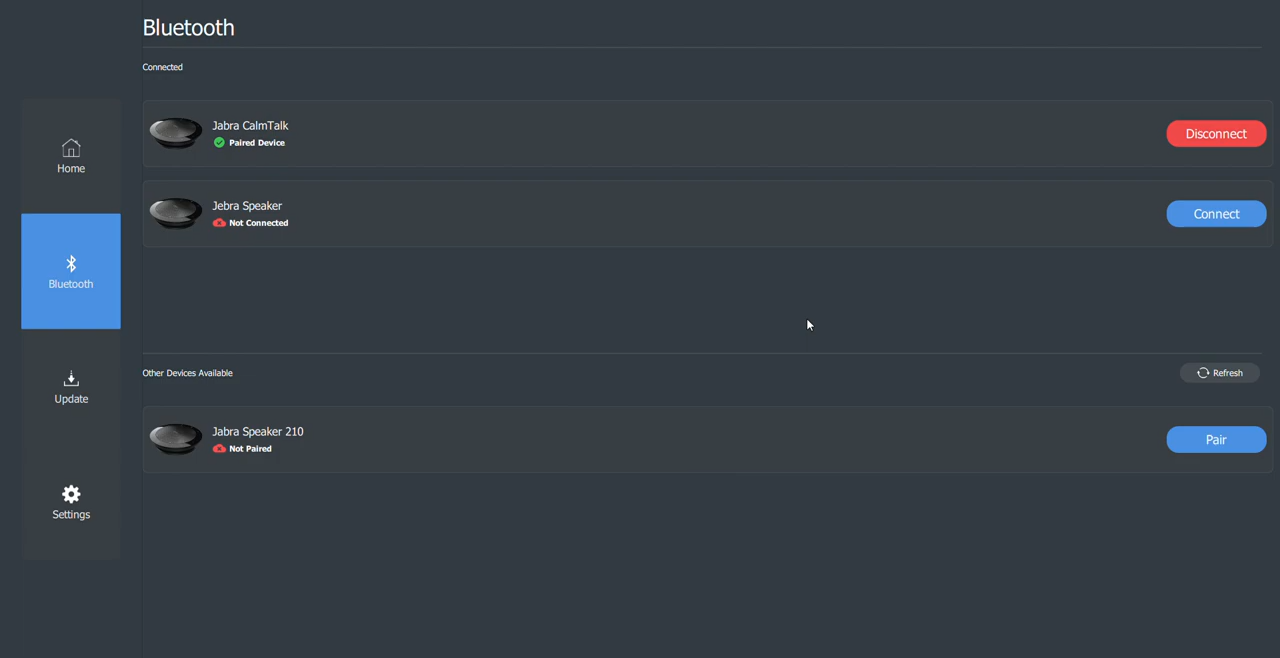 Bluetooth
Connected
Jabra CalmTalk
Paired Device
Disconnect
Home
Jebra Speaker
Not Connected
Connect
Bluetooth
Other Devices Available
Refresh
Update
Jabra Speaker 210
Not Paired
Pair
Settings